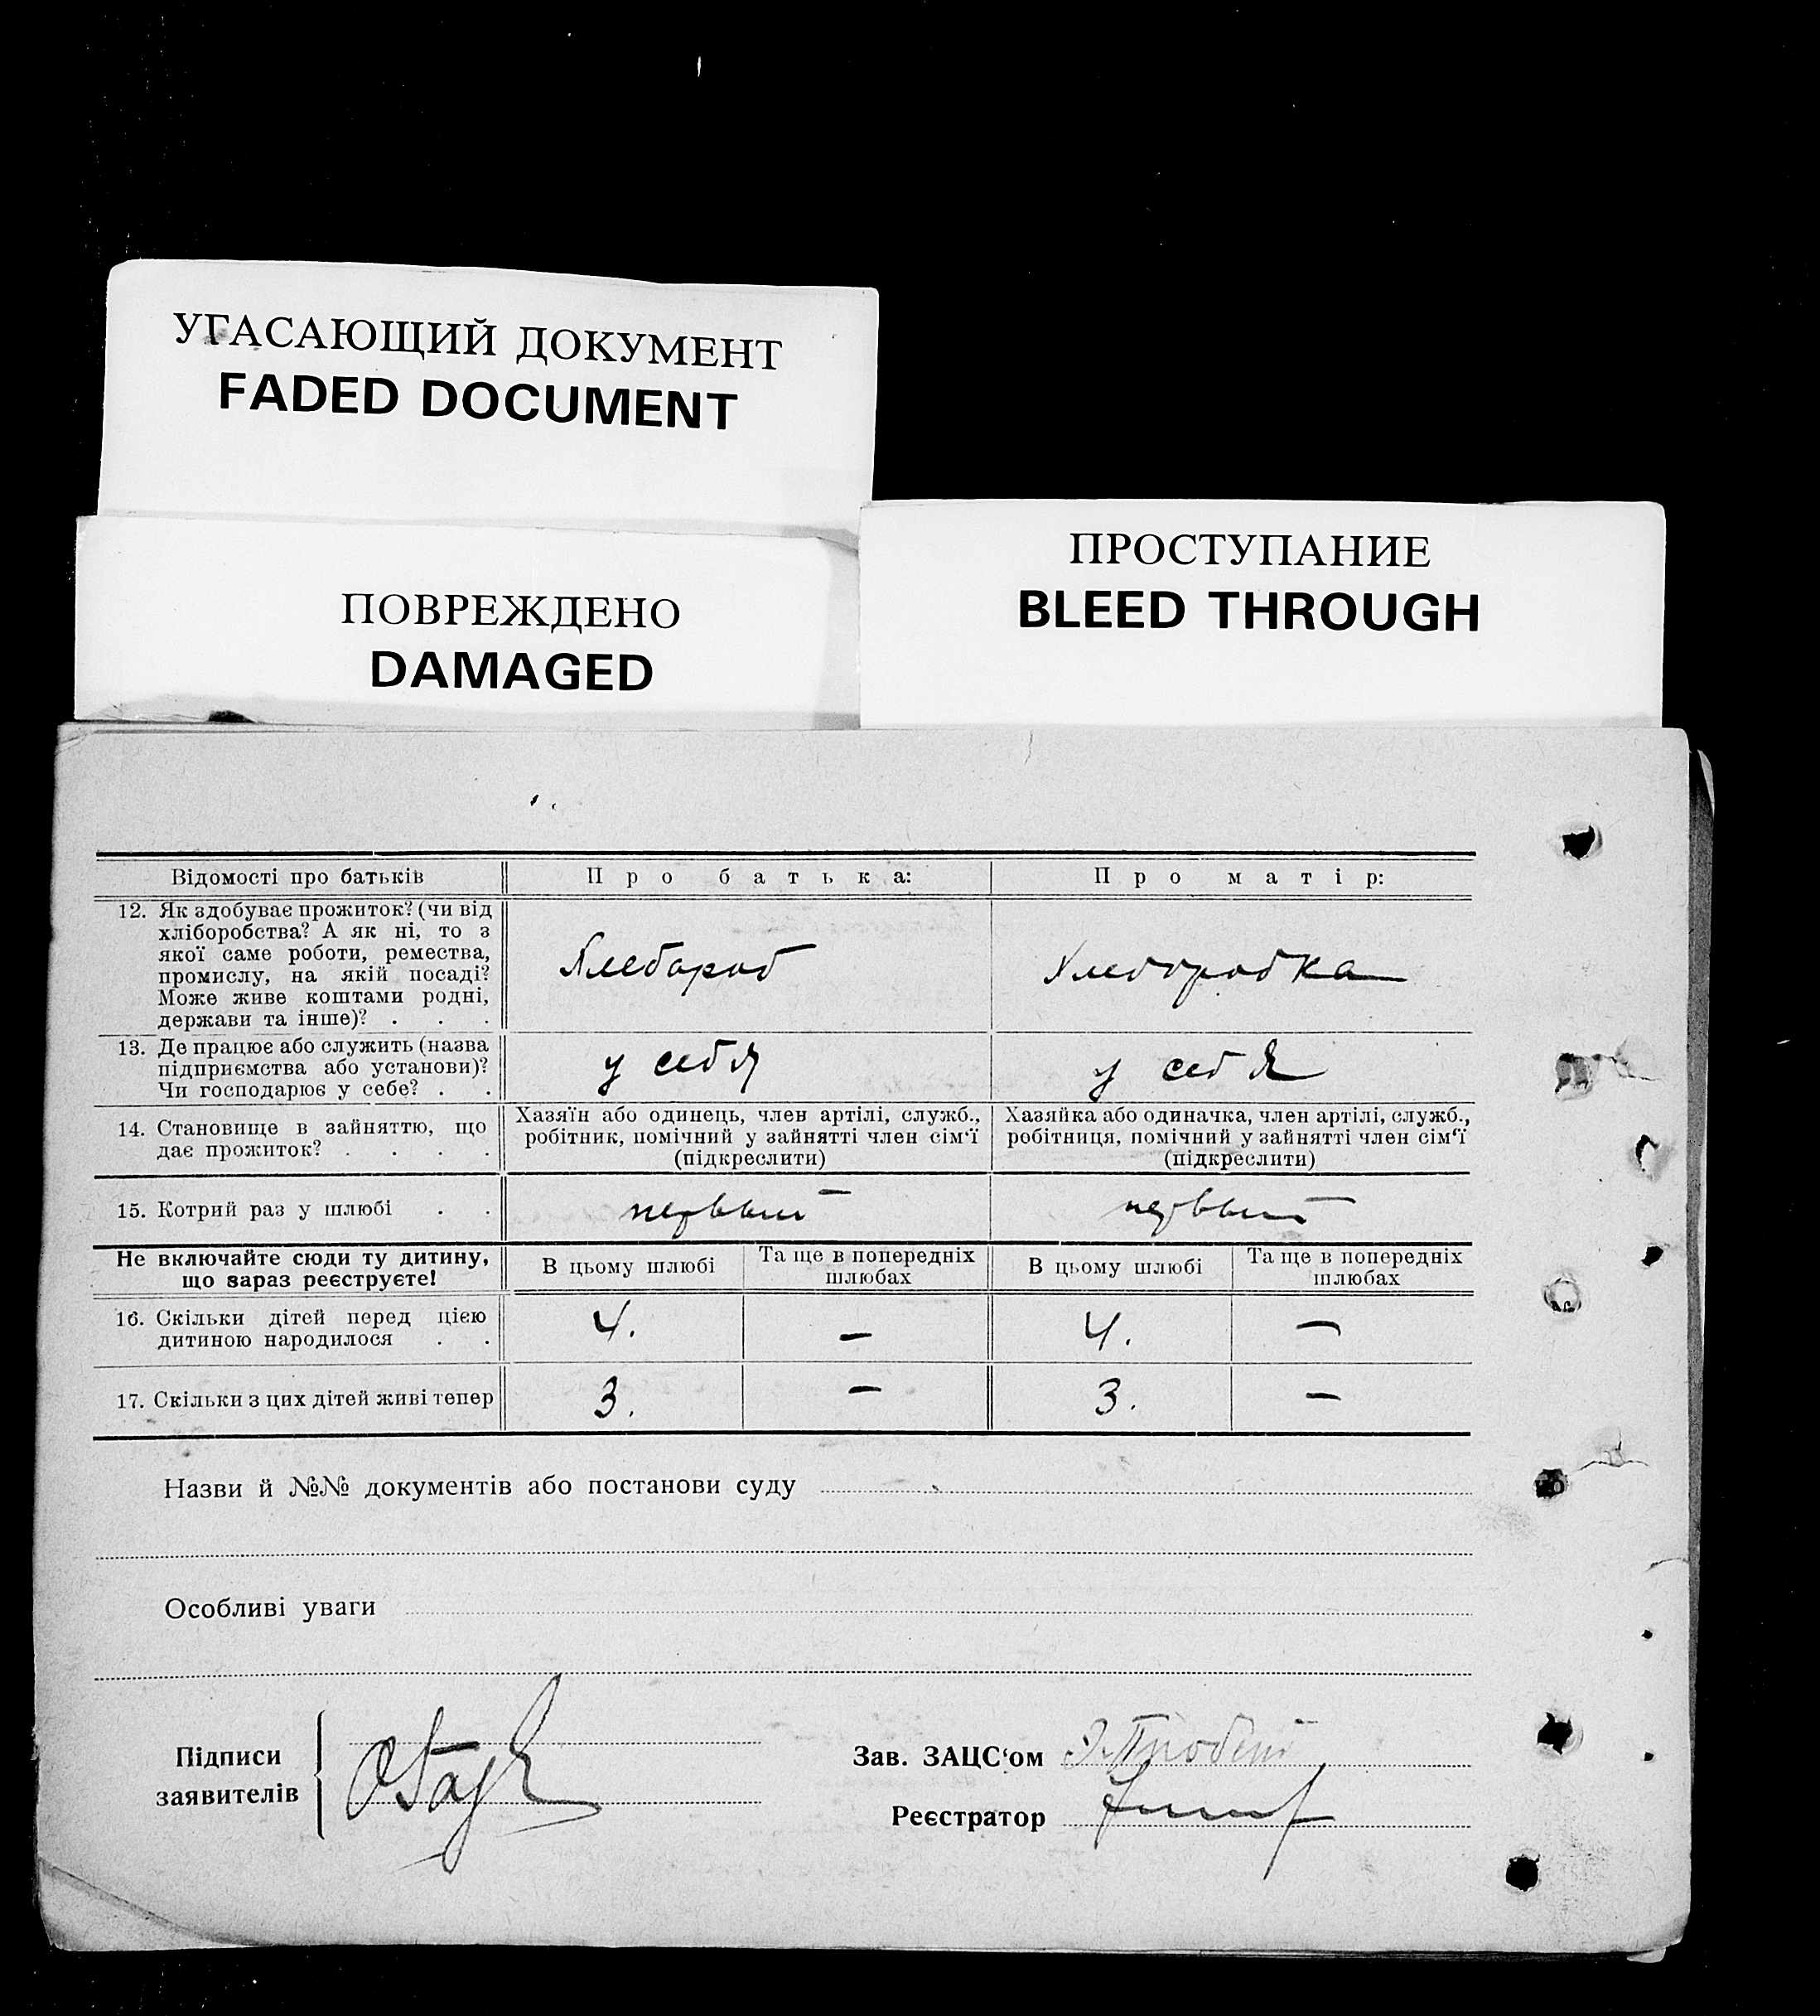 УГАСАЮЩИЙ ДОКУМЕНТ
FADED DOCUMENT
ПОВРЕЖДЕНО
DAMAGED
ПРОСТУПАНИЕ
BLEED THROUGH
Відомості про батьків
Про батька:
Про матір:
12. Як здобуває прожиток? (чи від
хліборобства? А як ні, то з
якої саме роботи, ремества,
промислу, на якій посаді?
Може живе коштами родні,
держави та інше)? . . .
Хлебороб
Хлеборобка
13. Де працює або служить (назва
підприємства або установи)?
Чи господарює у себе? . .
у себя
у себя
14. Становище в зайняттю, що
дає прожиток? . . . .
Хазяїн або одинець, член артілі, служб.,
робітник, помічний у зайнятті член сім'ї
(підкреслити)
Хазяйка або одиначка, член артілі, служб.,
робітниця, помічний у зайнятті член сім'ї
(підкреслити)
15. Котрий раз у шлюбі . .
первый
первый
Не включайте сюди ту дитину,
що зараз реєструєте!
В цьому шлюбі
Та ще в попередніх
шлюбах
В цьому шлюбі
Та ще в попередніх
шлюбах
16. Скільки дітей перед цією
дитиною народилося . .
4.
—
4.
—
17. Скільки з цих дітей живі тепер
3.
—
3.
—
Назви й №№ документів або постанови суду
Особливі уваги
Підписи
заявителів
Зав. ЗАЦС'ом
Реєстратор